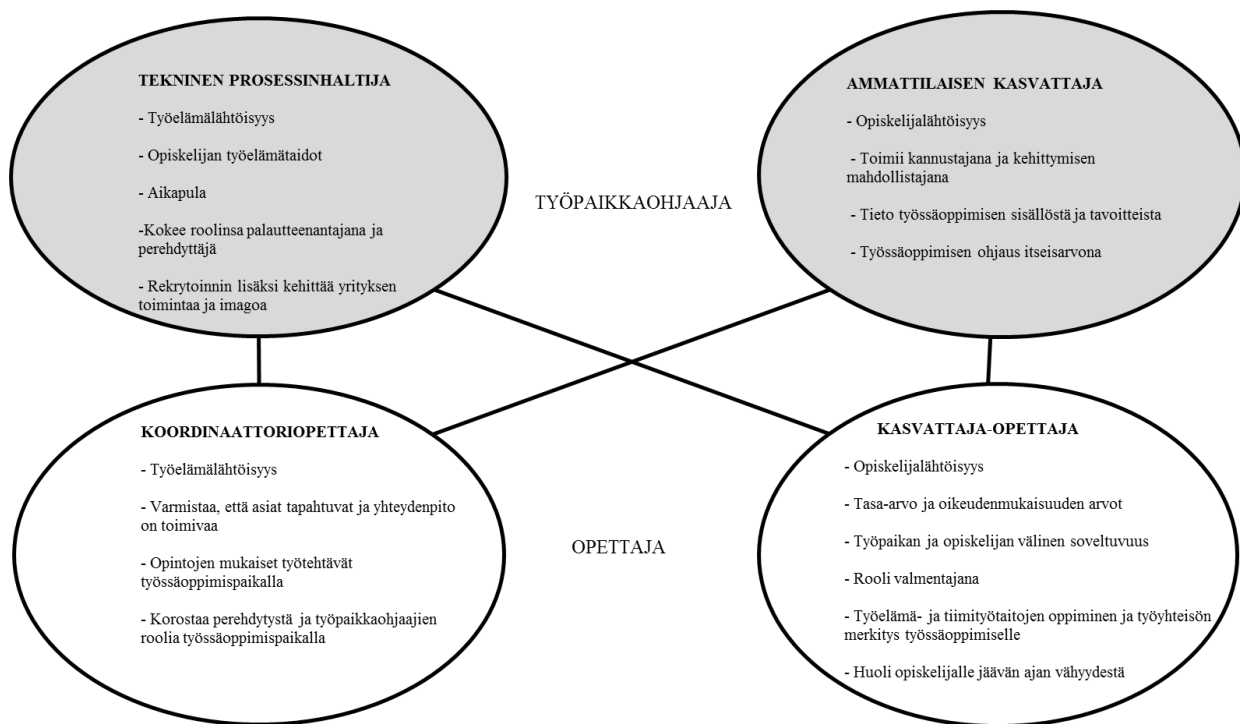 TEKNINEN PROSESSINHALTIJA
- Työelämälähtöisyys
- Opiskelijan työelämätaidot
- Aikapula
-Kokee roolinsa palautteenantajana ja
perehdyttäjä
- Rekrytoinnin lisäksi kehittää yrityksen
toimintaa ja imagoa
AMMATTILAISEN KASVATTAJA
- Opiskelijalähtöisyys
- Toimii kannustajana ja kehittymisen
mahdollistajana
- Tieto työssäoppimisen sisällöstä ja tavoitteista
- Työssäoppimisen ohjaus itseisarvona
TYÖPAIKKAOHJAAJA
KOORDINAATTORIOPETTAJA
- Työelämälähtöisyys
- Varmistaa, että asiat tapahtuvat ja yhteydenpito
on toimivaa
- Opintojen mukaiset työtehtävät
työssäoppimispaikalla
- Korostaa perehdytystä ja työpaikkaohjaajien
roolia työssäoppimispaikalla
OPETTAJA
KASVATTAJA-OPETTAJA
- Opiskelijalähtöisyys
- Tasa-arvo ja oikeudenmukaisuuden arvot
- Työpaikan ja opiskelijan välinen soveltuvuus
- Rooli valmentajana
- Työelämä- ja tiimityötaitojen oppiminen ja työyhteisön
merkitys työssäoppimiselle
- Huoli opiskelijalle jäävän ajan vähyydestä